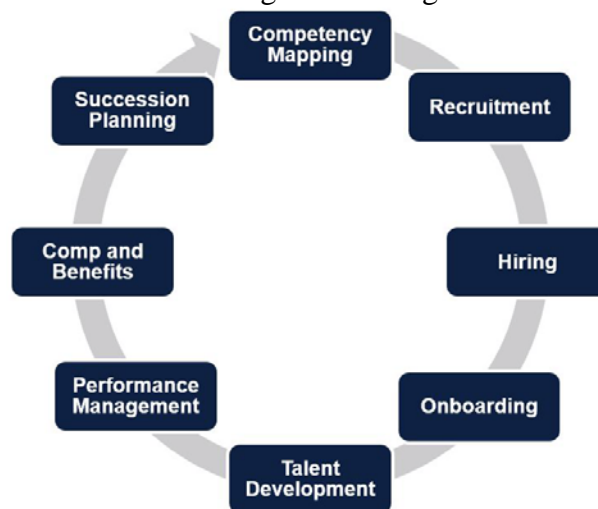 Competency
Mapping
Recruitment
Hiring
Onboarding
Talent
Development
Performance
Management
Comp and
Benefits
Succession
Planning